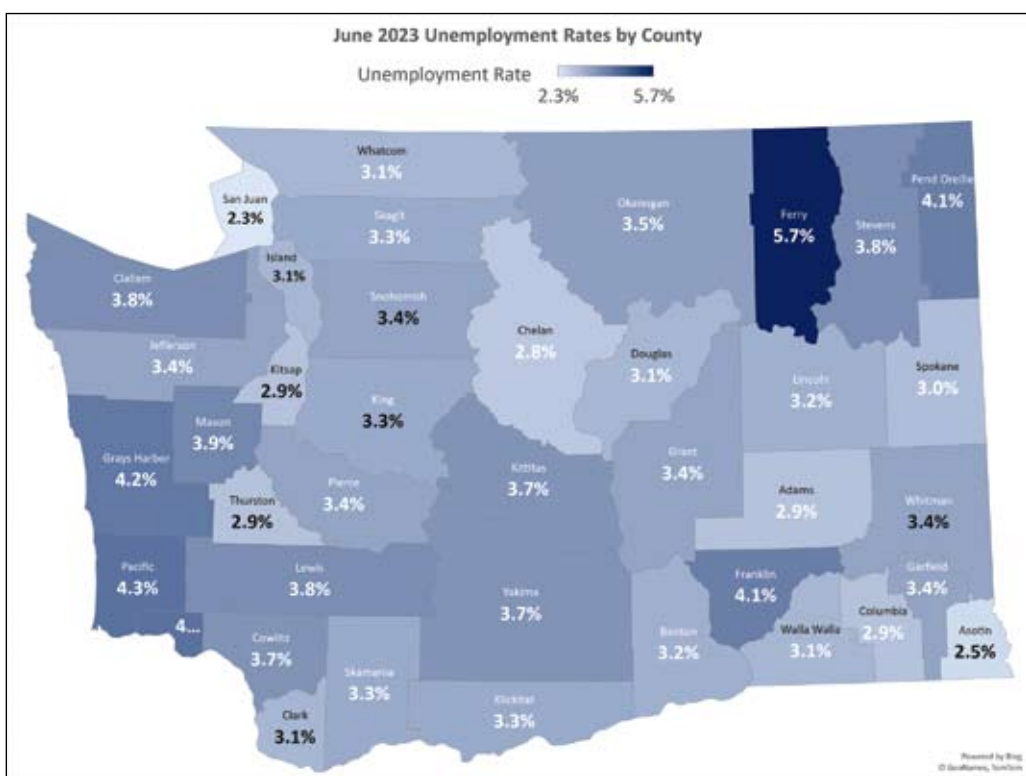 June 2023 Unemployment Rates by County
Unemployment Rate
2.3% 5.7%
Whatcom
3.1%
San Juan
2.3%
Skagit
3.3%
Okanogan
3.5%
Ferry
5.7%
Stevens
3.8%
Pend Oreille
4.1%
Island
3.1%
Clallam
3.8%
Snohomish
3.4%
Chelan
2.8%
Douglas
3.1%
Jefferson
3.4%
Kitsap
2.9%
King
3.3%
Lincoln
3.2%
Spokane
3.0%
Mason
3.9%
Grays Harbor
4.2%
Kittitas
3.7%
Grant
3.4%
Thurston
2.9%
Pierce
3.4%
Adams
2.9%
Whitman
3.4%
Pacific
4.3%
Lewis
3.8%
Yakima
3.7%
Franklin
4.1%
Garfield
3.4%
4...
Cowlitz
3.7%
Benton
3.2%
Walla Walla
3.1%
Columbia
2.9%
Asotin
2.5%
Skamania
3.3%
Klickitat
3.3%
Clark
3.1%
Powered by Bing
© GeoNames, TomTom